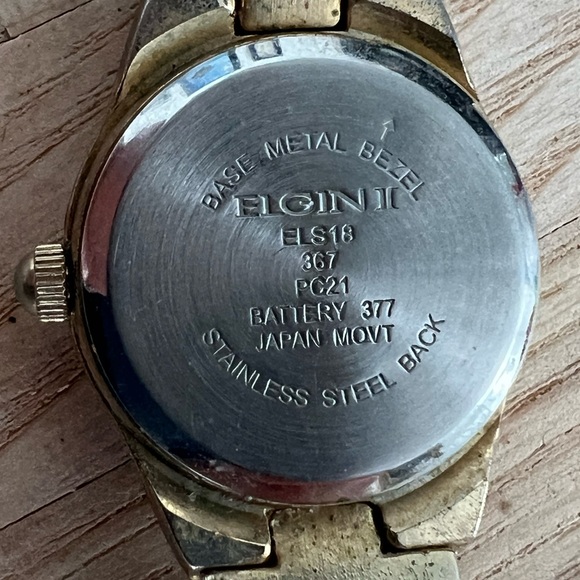 BASE METAL BEZEL
ELGIN II
ELS18
367
PC21
BATTERY 377
JAPAN MOVT
STAINLESS STEEL BACK